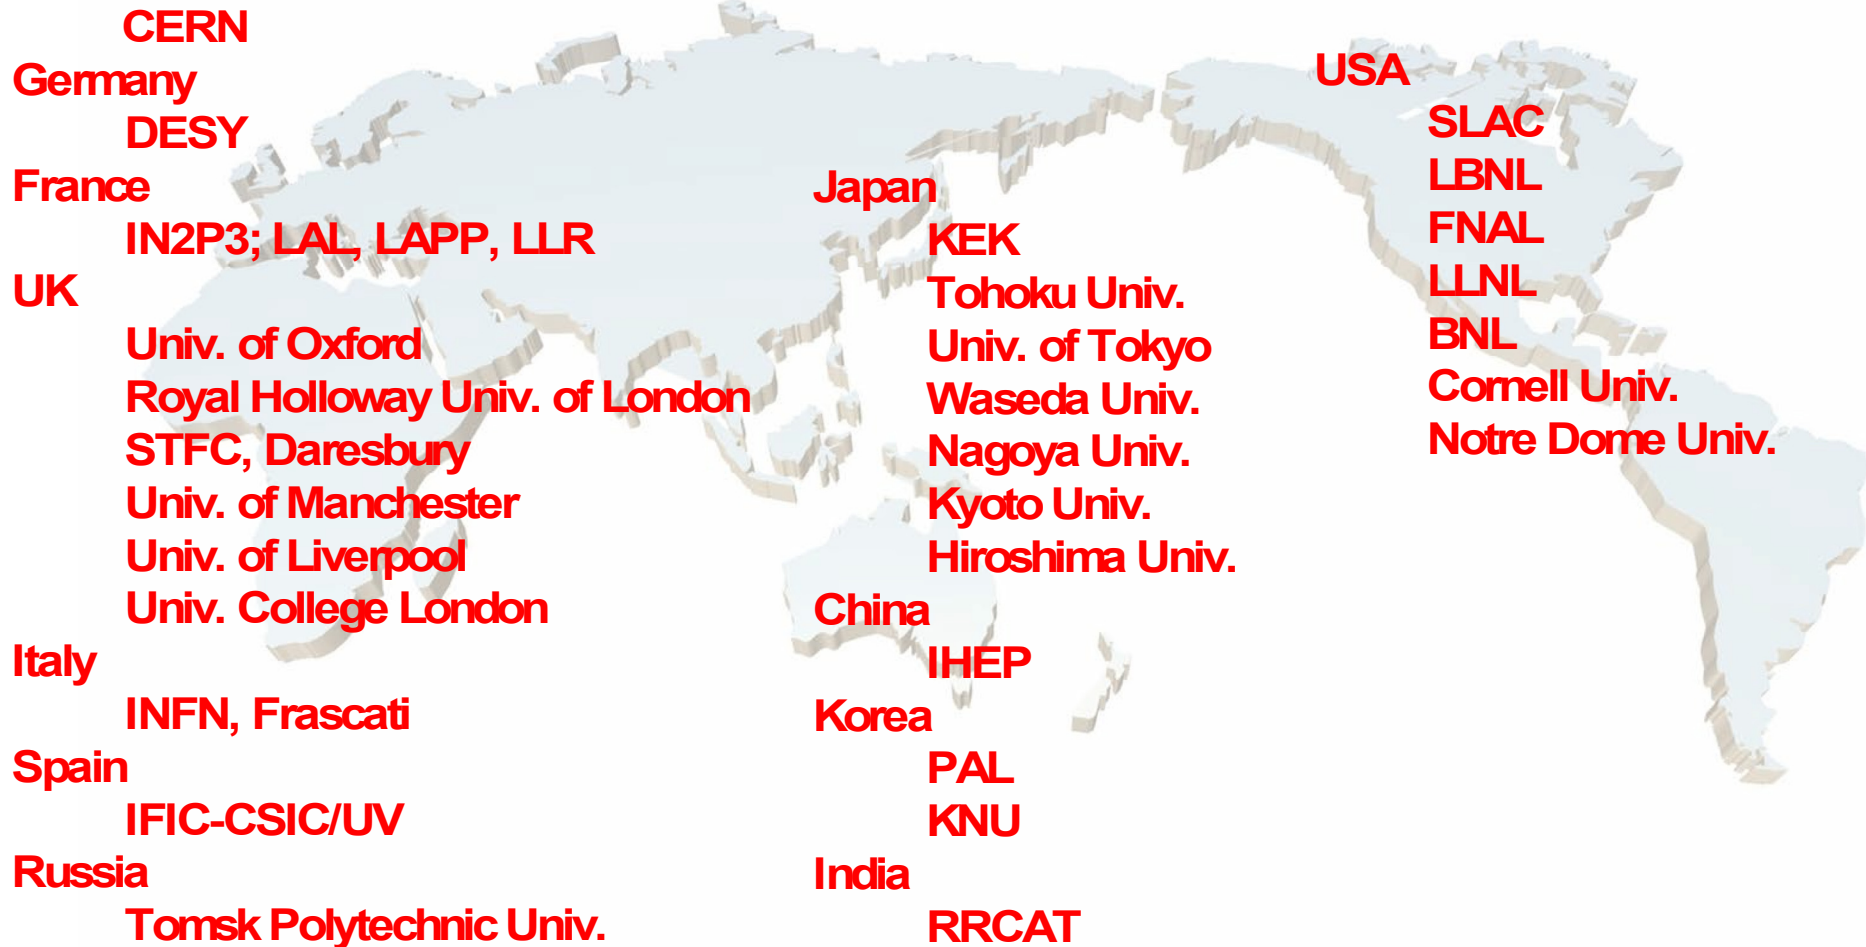 CERN
Germany
DESY
France
IN2P3; LAL, LAPP, LLR
UK
Univ. of Oxford
Royal Holloway Univ. of London
STFC, Daresbury
Univ. of Manchester
Univ. of Liverpool
Univ. College London
Italy
INFN, Frascati
Spain
IFIC-CSIC/UV
Russia
Tomsk Polytechnic Univ.
Japan
KEK
Tohoku Univ.
Univ. of Tokyo
Waseda Univ.
Nagoya Univ.
Kyoto Univ.
Hiroshima Univ.
China
IHEP
Korea
PAL
KNU
India
RRCAT
USA
SLAC
LBNL
FNAL
LLNL
BNL
Cornell Univ.
Notre Dome Univ.